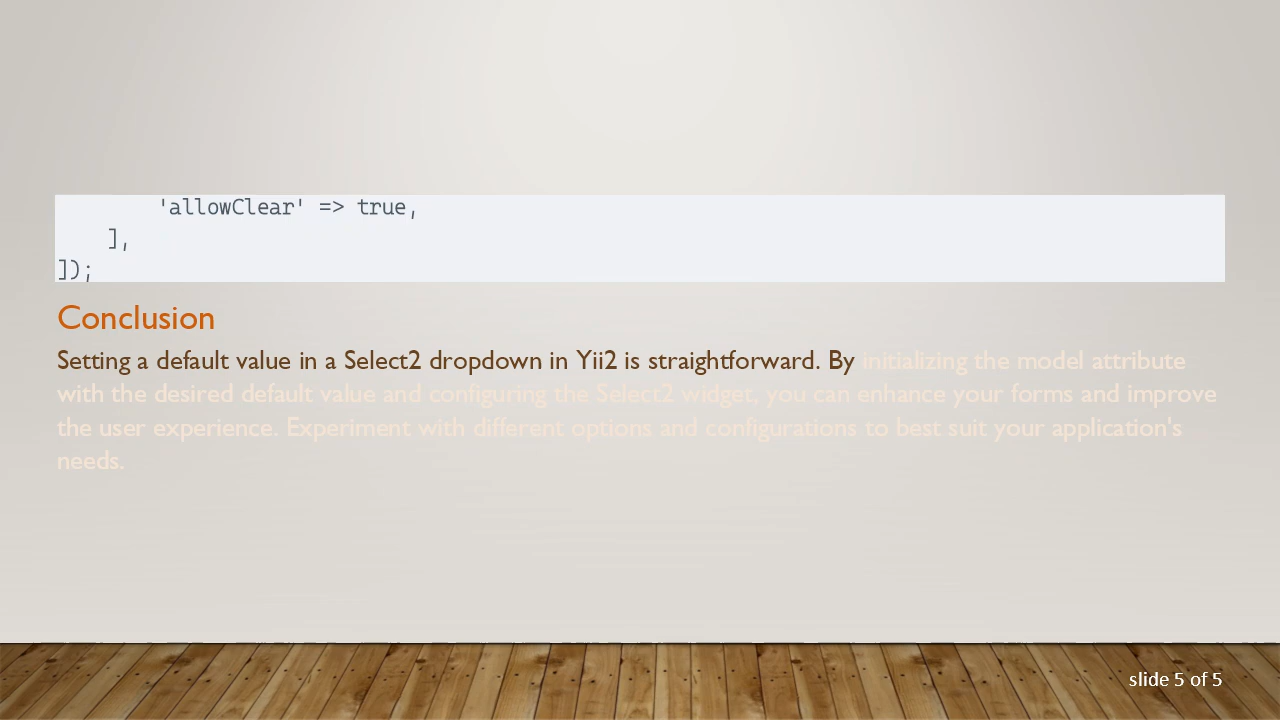 'allowClear' => true,
],
]);
Conclusion
Setting a default value in a Select2 dropdown in Yii2 is straightforward. By initializing the model attribute
with the desired default value and configuring the Select2 widget, you can enhance your forms and improve
the user experience. Experiment with different options and configurations to best suit your application's
needs.
slide 5 of 5